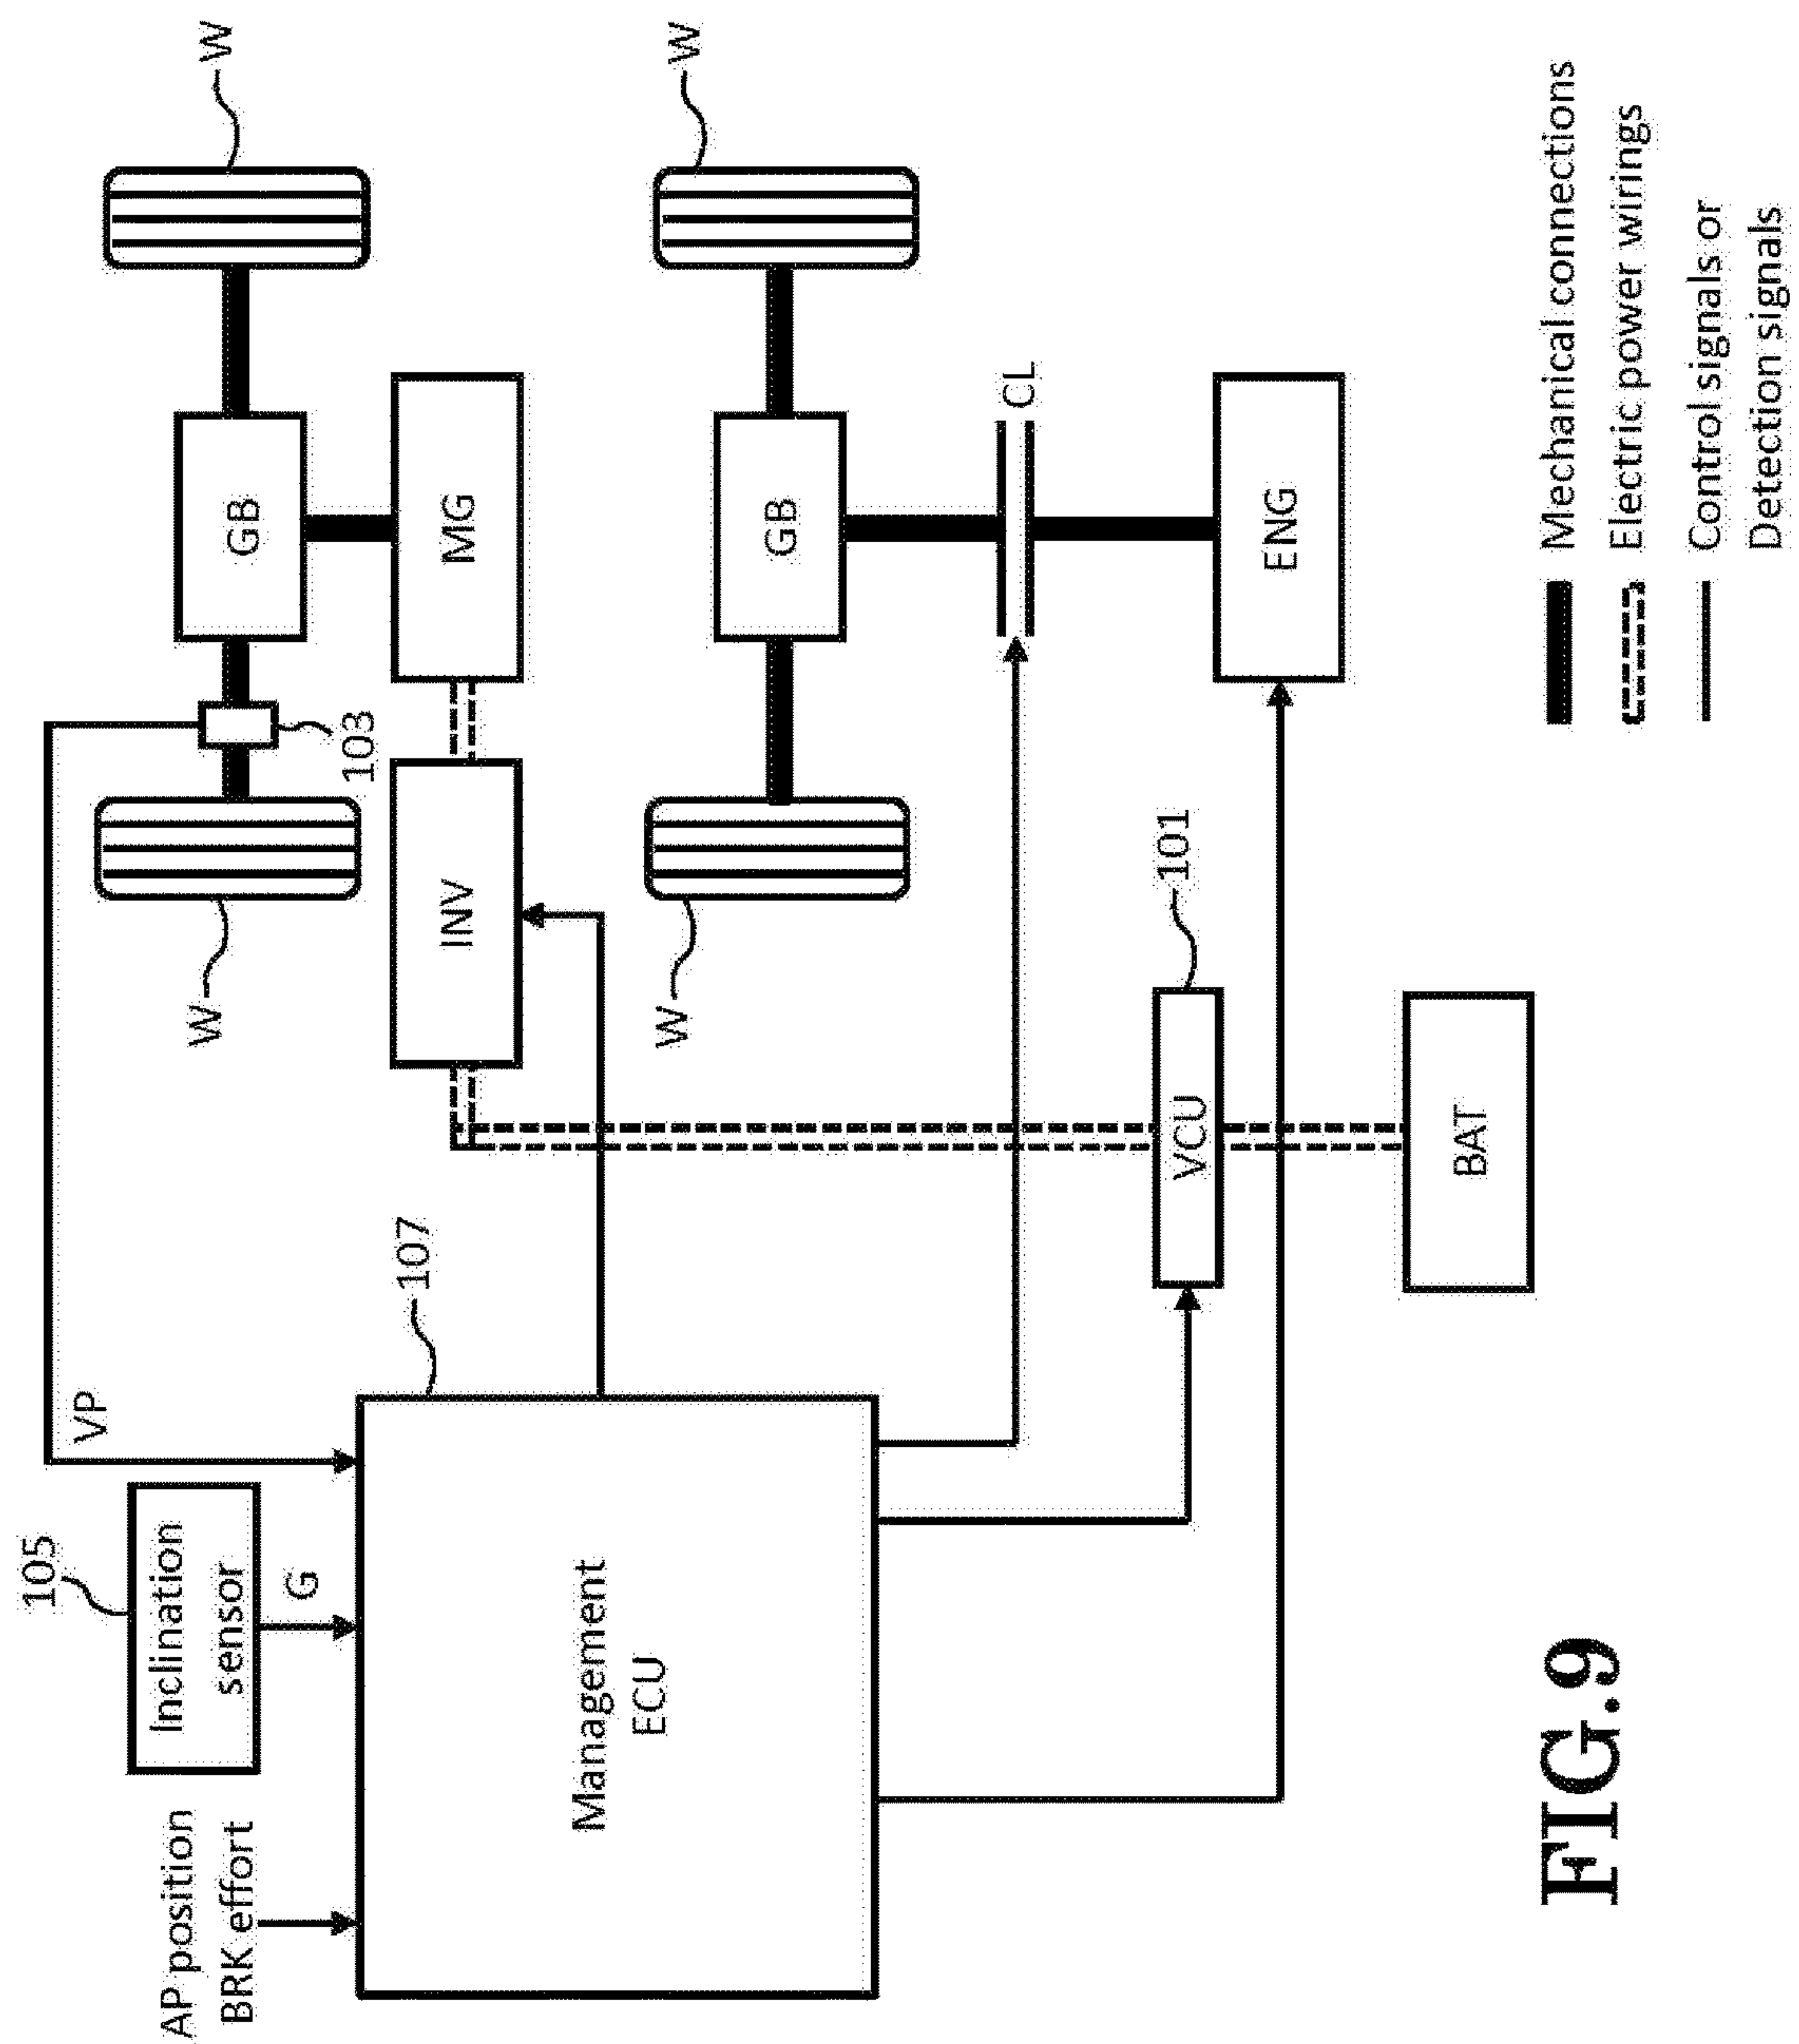 AP position
BRK effort
105
Inclination
sensor
G
VP
107
Management
ECU
W
103
W
GB
MG
INV
W
W
GB
CL
ENG
101
VCU
BAT
Mechanical connections
Electric power wirings
Control signals or
Detection signals
FIG.9